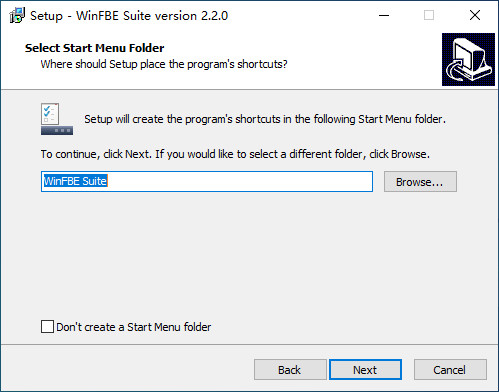 Setup - WinFBE Suite version 2.2.0
Select Start Menu Folder
Where should Setup place the program's shortcuts?
Setup will create the program's shortcuts in the following Start Menu folder.
To continue, click Next. If you would like to select a different folder, click Browse.
WinFBE Suite
Browse...
Don't create a Start Menu folder
Back
Next
Cancel